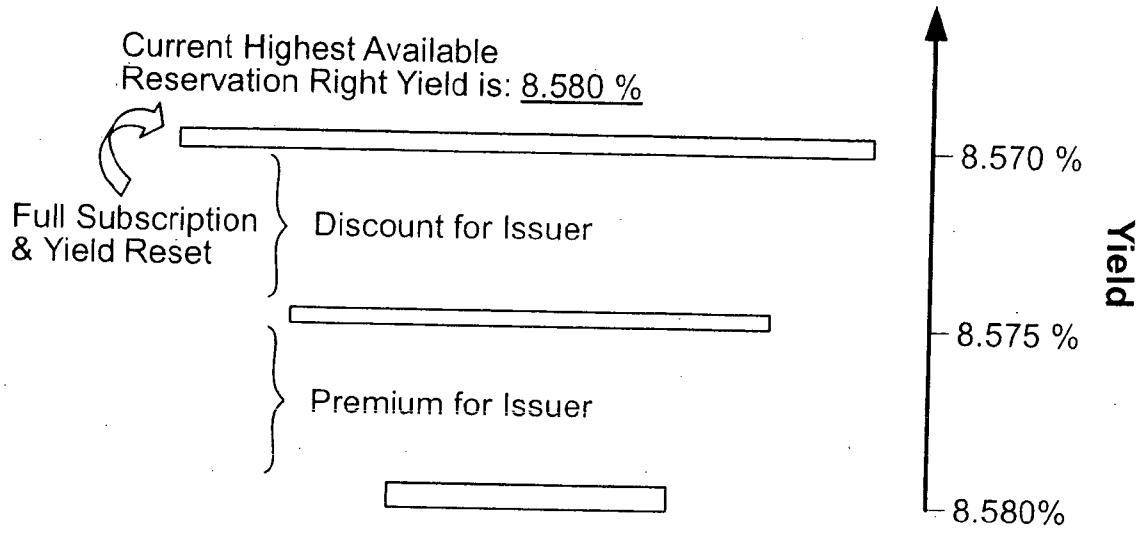 Current Highest Available
Reservation Right Yield is: 8.580 %
8.570 %
Full Subscription
& Yield Reset
Discount for Issuer
Yield
8.575 %
Premium for Issuer
8.580%